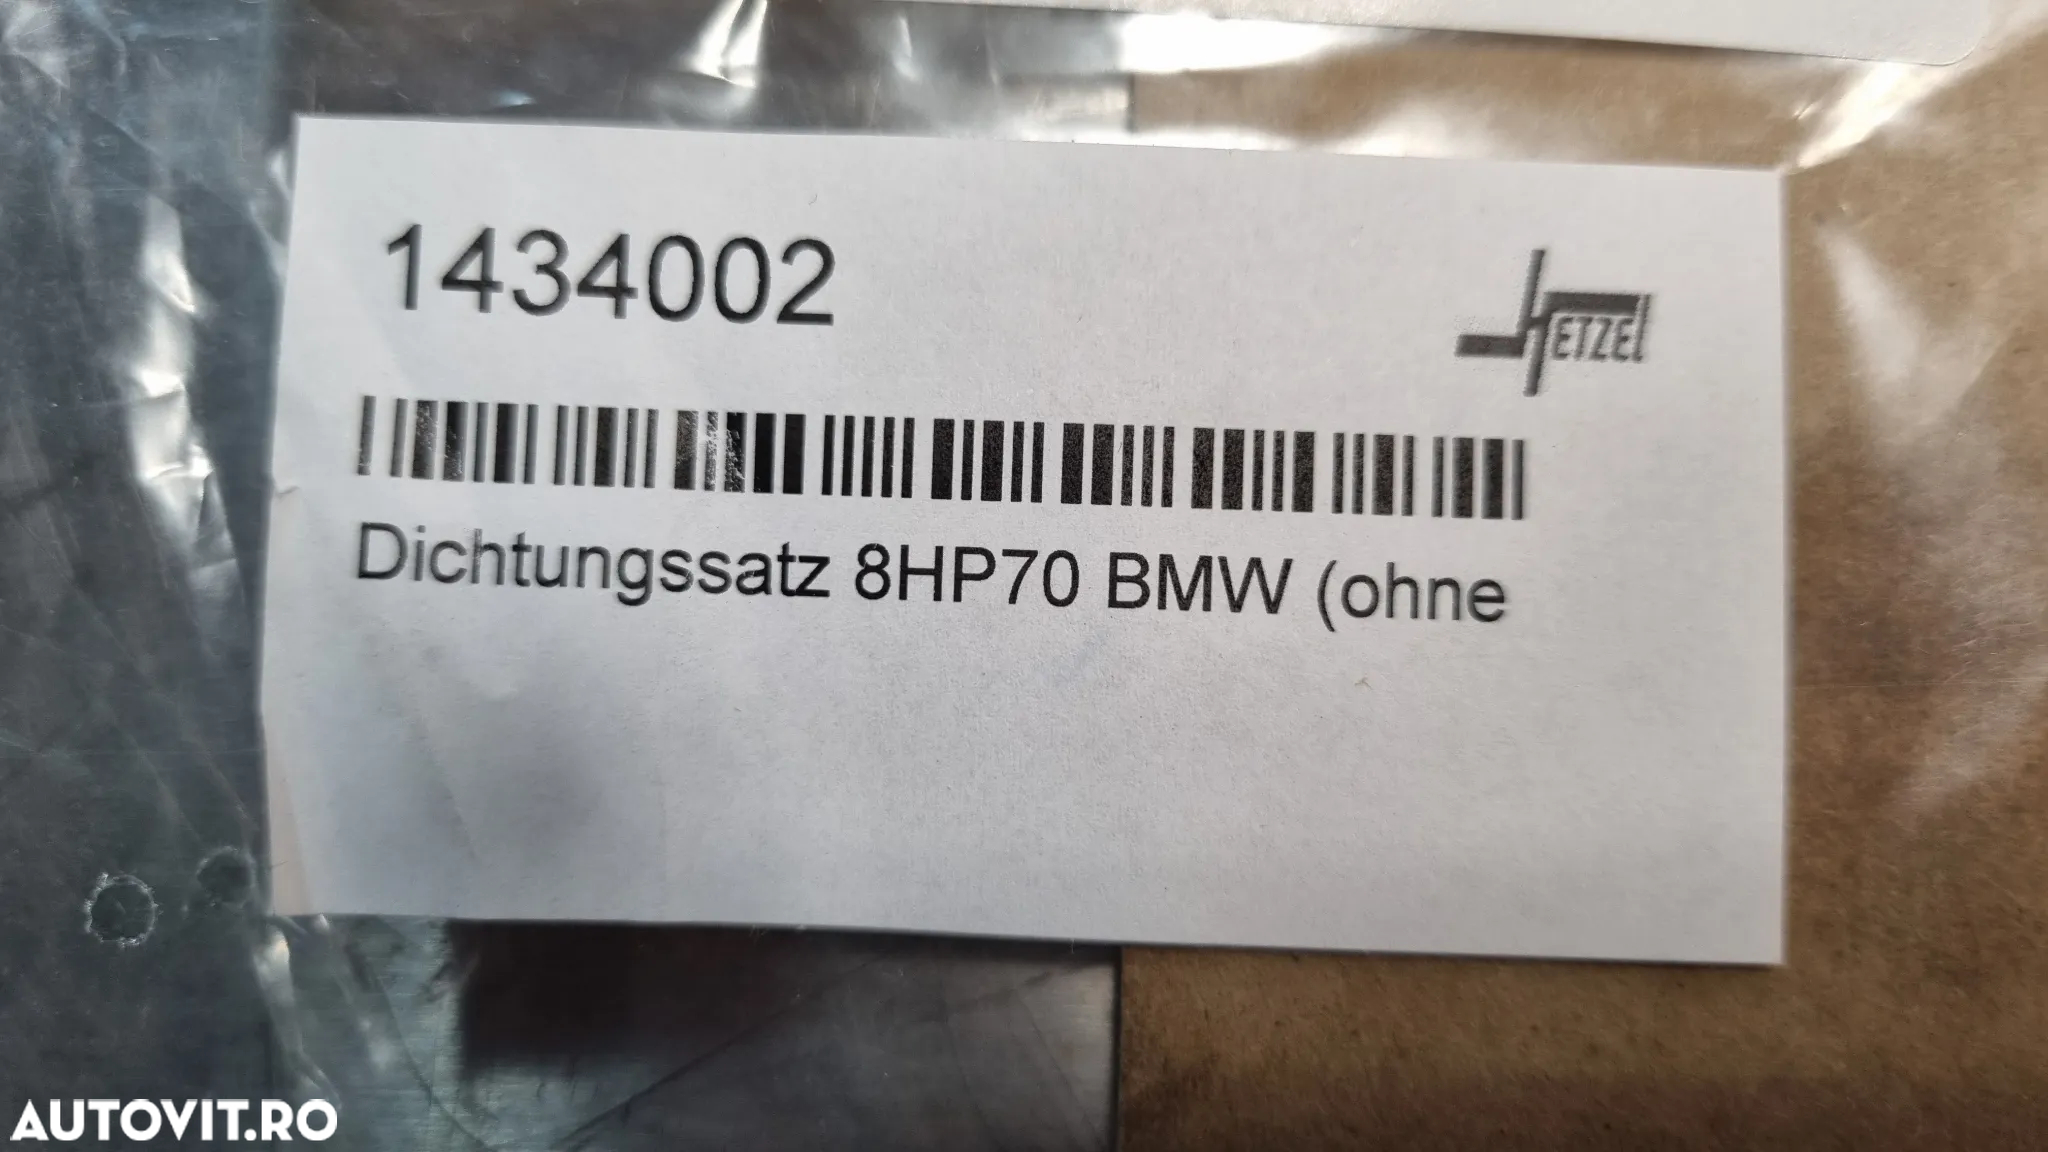 1434002
HETZEL
Dichtungssatz 8HP70 BMW (ohne
AUTOVIT.RO